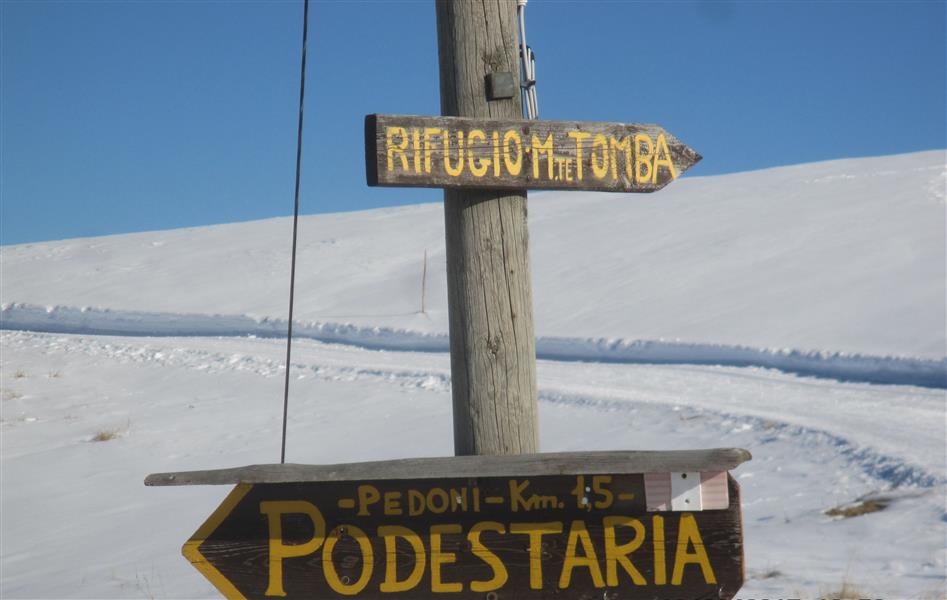 RIFUGIO·M.TE TOMBA
-PEDONI-Km. 1,5-
PODESTARIA